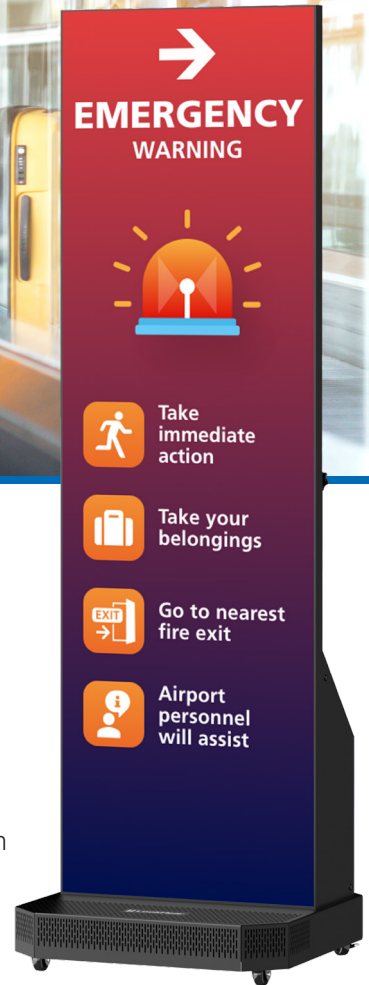 EMERGENCY
WARNING
Take
immediate
action
Take your
belongings
EXIT
Go to nearest
fire exit
i
Airport
personnel
will assist